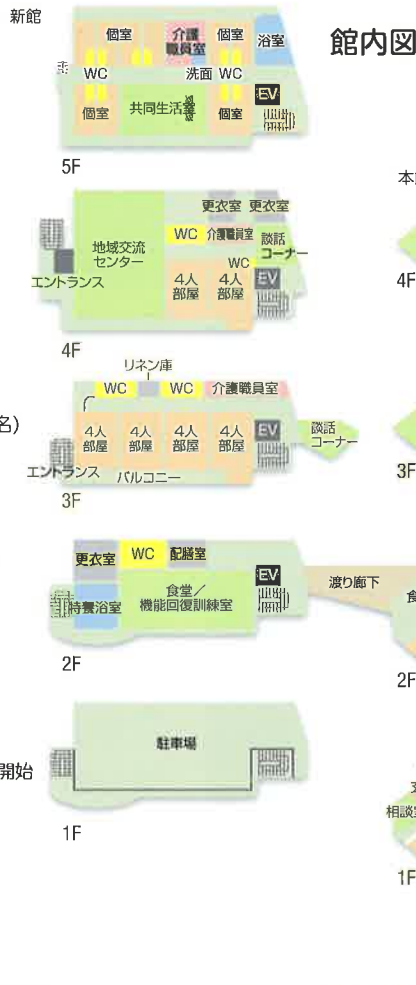 新館
館内図
個室
介護
職員室
個室
浴室
WC
洗面
WC
個室
共同生活室
個室
EV
5F
更衣室
更衣室
地域交流
センター
WC
介護職員室
談話
コーナー
WC
4人
部屋
4人
部屋
EV
エントランス
4F
4F
リネン庫
WC
WC
介護職員室
名)
4人
部屋
4人
部屋
4人
部屋
4人
部屋
EV
談話
コーナー
エントランス
バルコニー
3F
3F
更衣室
WC
配膳室
EV
特養浴室
食堂/
機能回復訓練室
渡り廊下
2F
2F
駐車場
開始
相談室
1F
1F